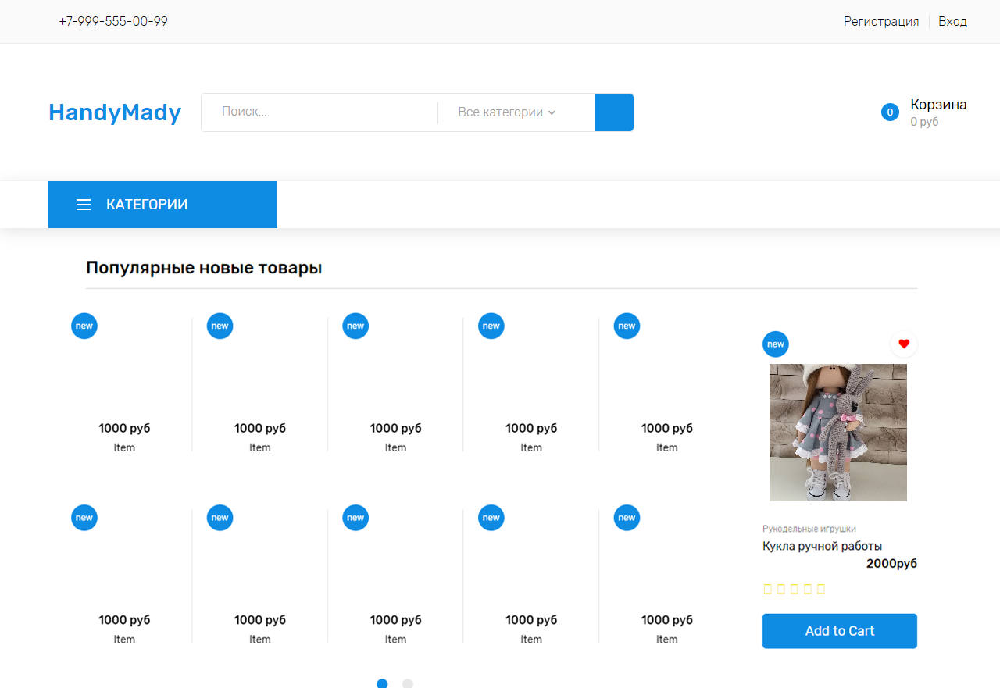 +7-999-555-00-99
Регистрация Вход
HandyMady
Поиск...
Все категории
0
Корзина
0 руб
КАТЕГОРИИ
Популярные новые товары
new new new new new
1000 руб 1000 руб 1000 руб 1000 руб 1000 руб
Item Item Item Item Item
new new new new new
1000 руб 1000 руб 1000 руб 1000 руб 1000 руб
Item Item Item Item Item
new
Рукодельные игрушки
Кукла ручной работы
2000руб
Add to Cart